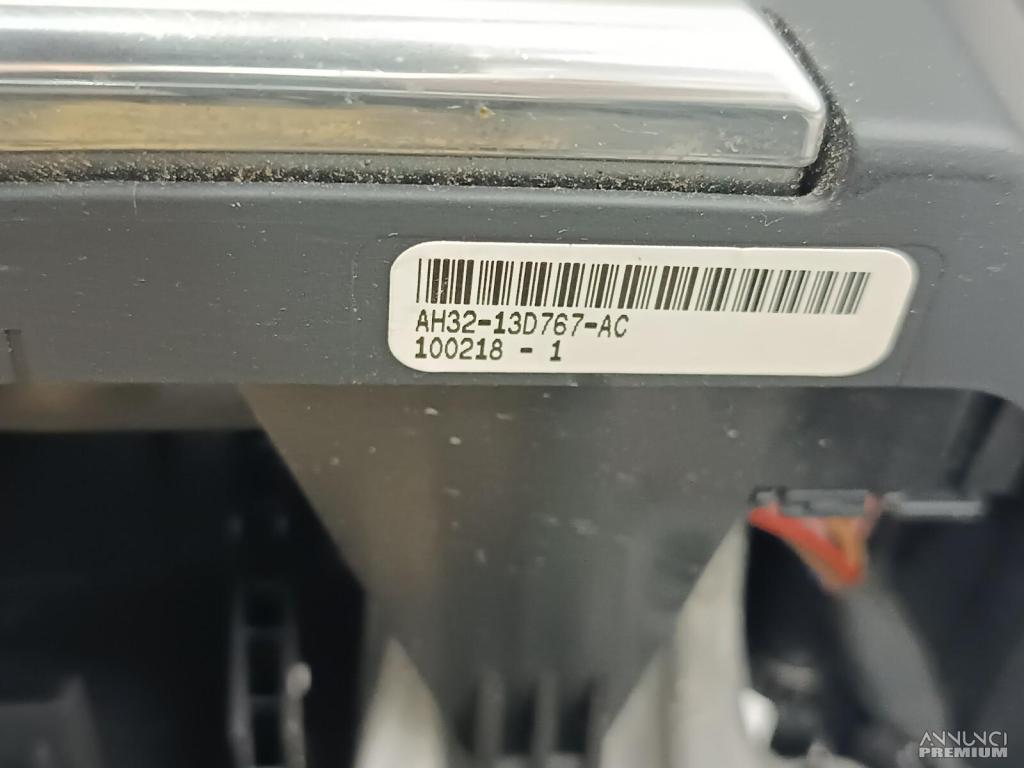 AH32-13D767-AC
100218 - 1
ANNUNCI
PREMIUM